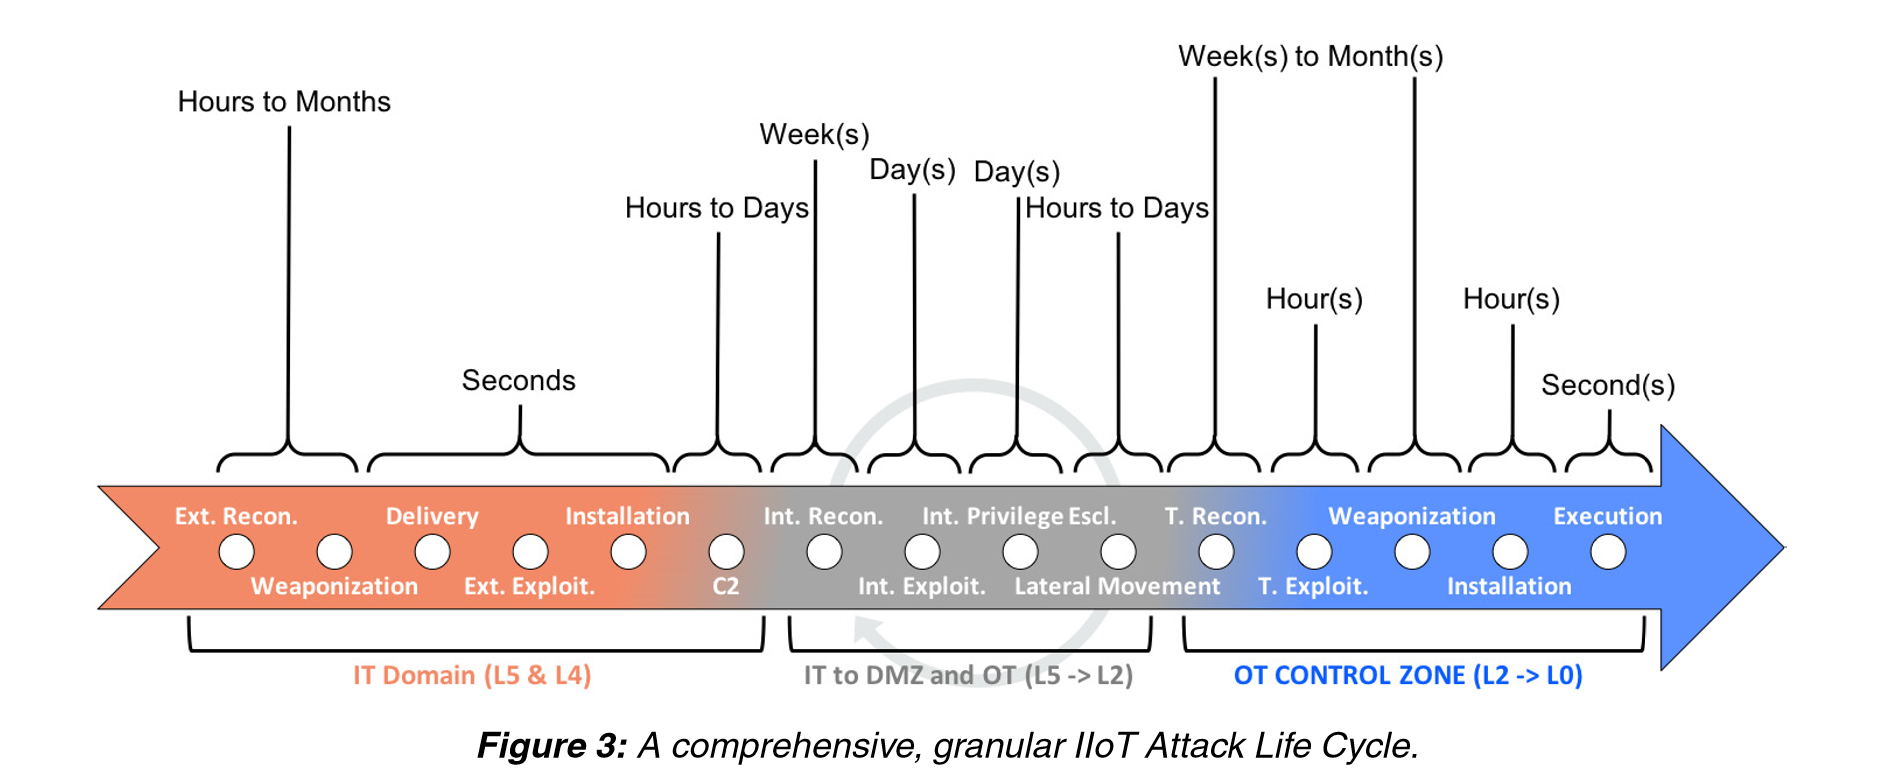 Week(s) to Month(s)
Hours to Months
Week(s)
Day(s) Day(s)
Hours to Days Hours to Days
Hour(s) Hour(s)
Seconds Second(s)
Ext. Recon. Delivery Installation Int. Recon. Int. Privilege Escl. T. Recon. Weaponization Execution
Weaponization Ext. Exploit. C2 Int. Exploit. Lateral Movement T. Exploit. Installation
IT Domain (L5 & L4) IT to DMZ and OT (L5 -> L2) OT CONTROL ZONE (L2 -> L0)
Figure 3: A comprehensive, granular IIoT Attack Life Cycle.